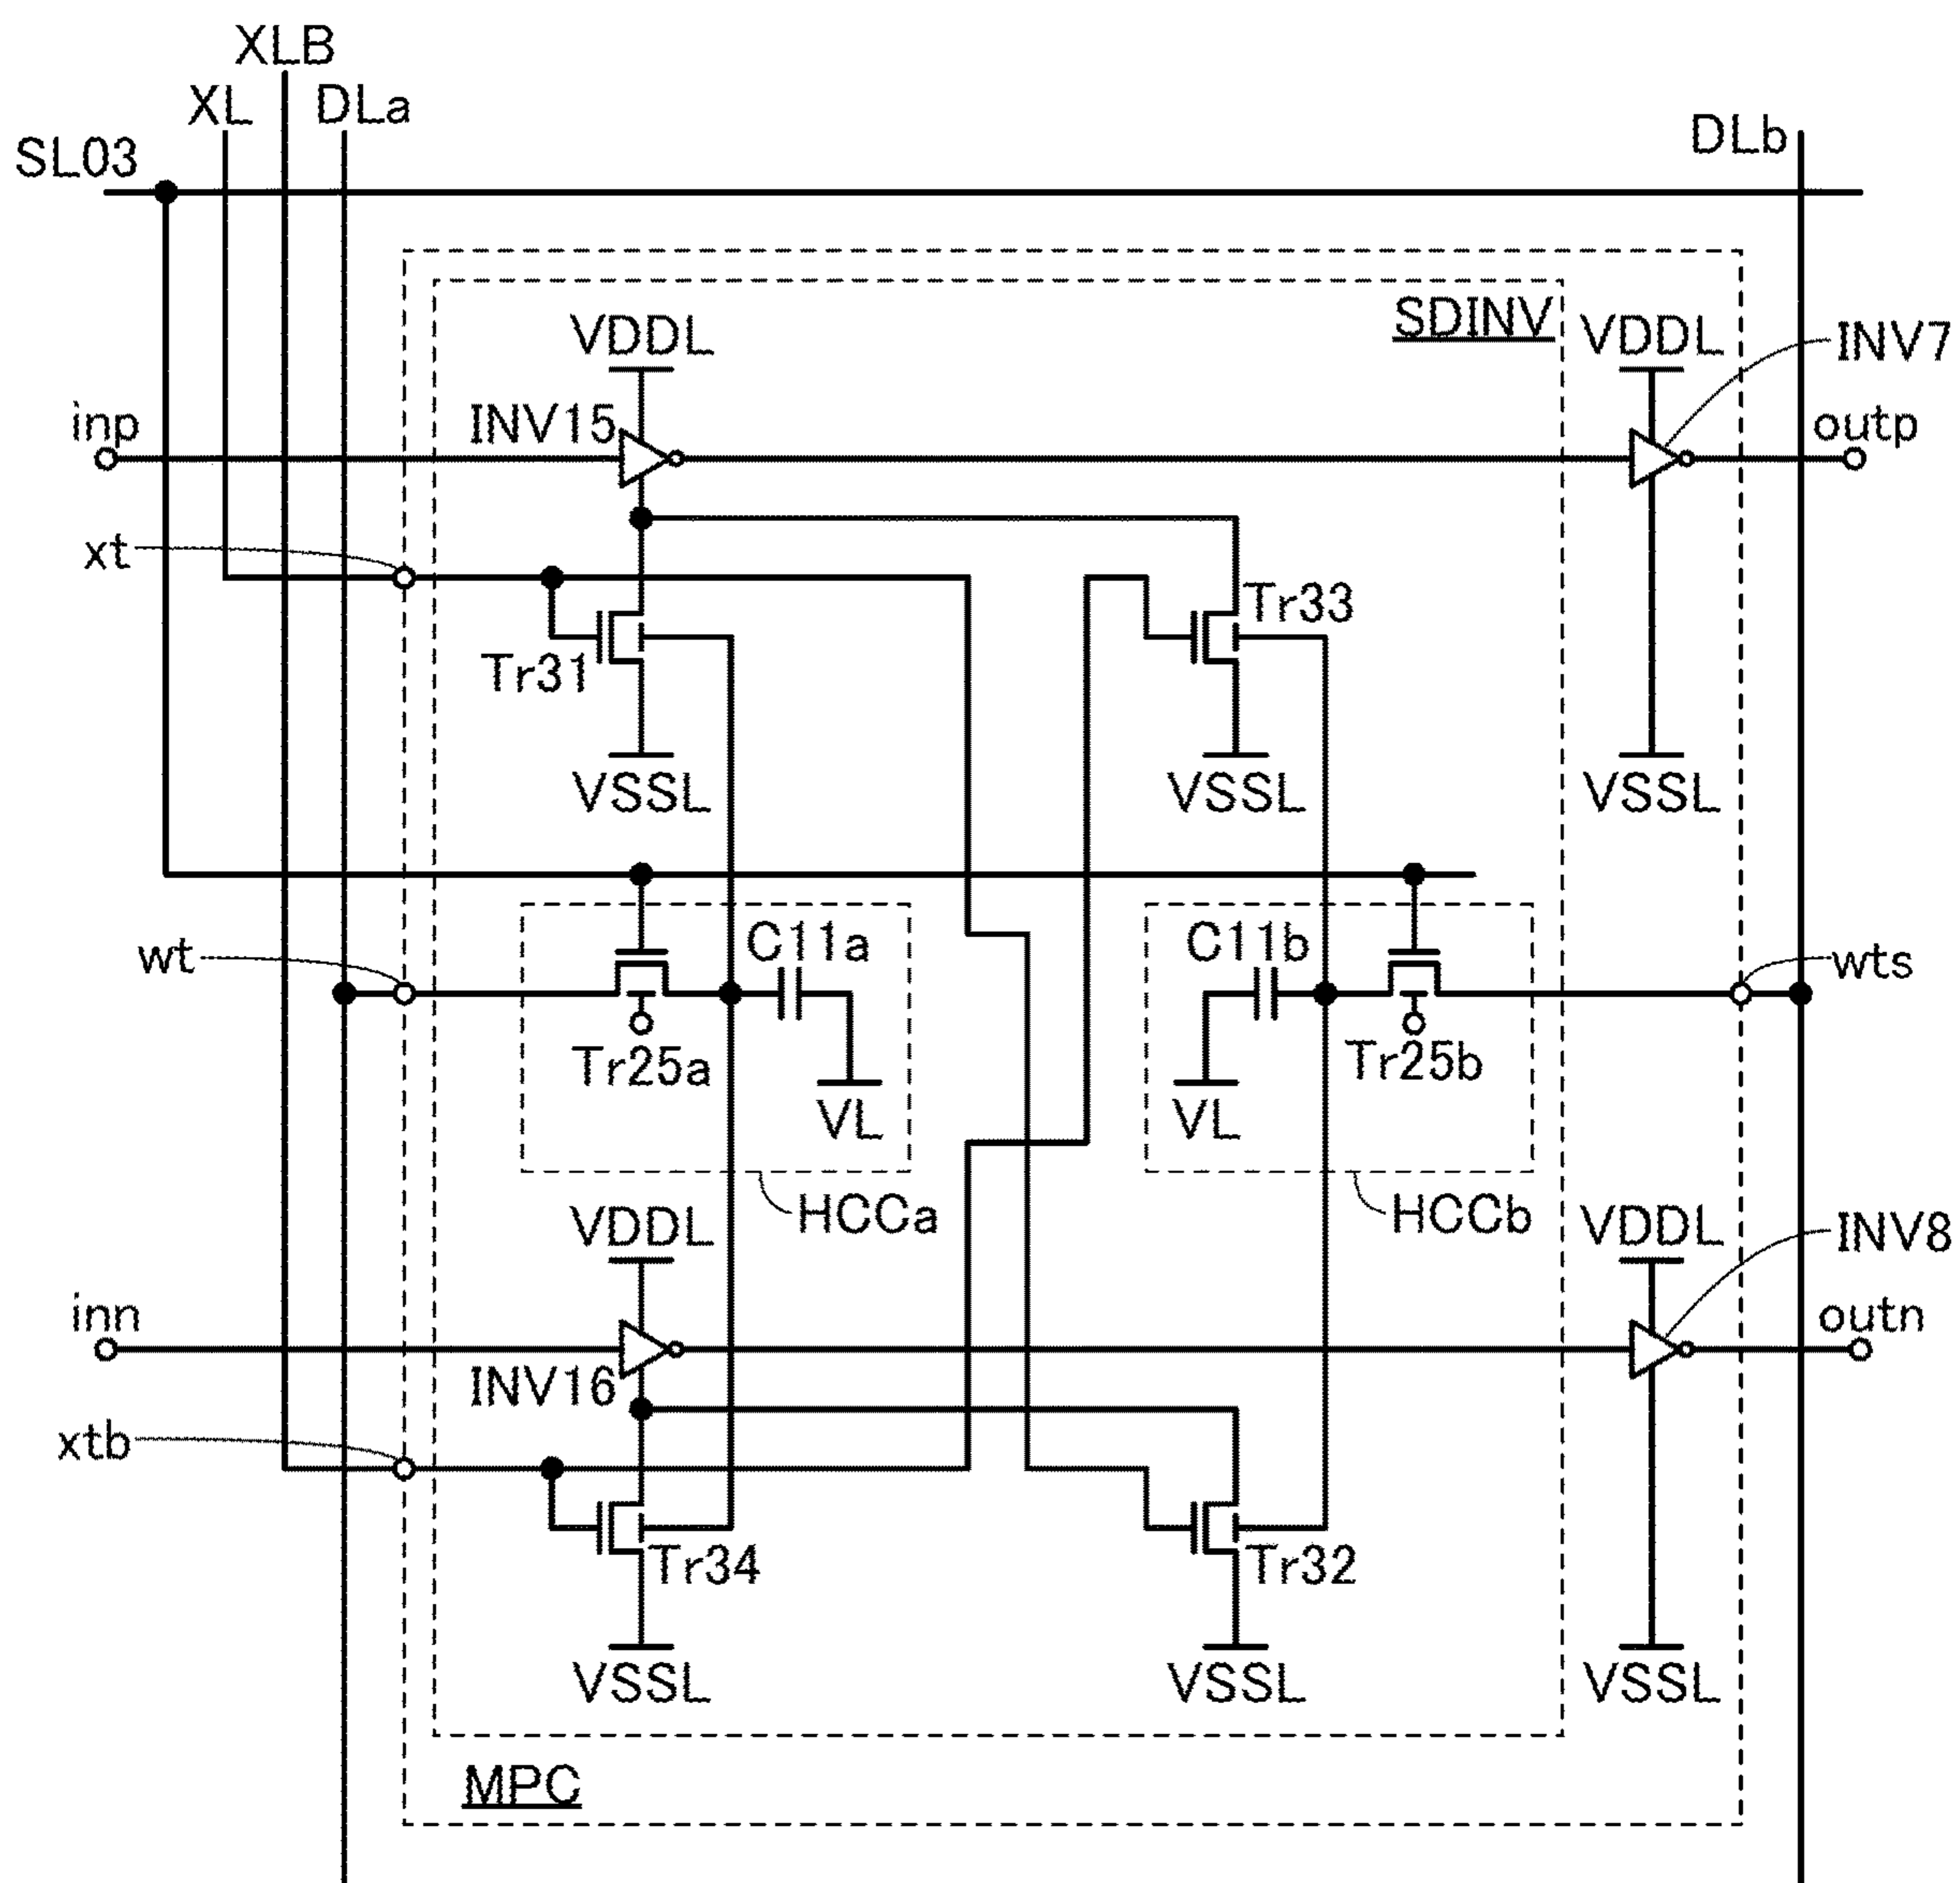 XLB
XL
DLa
DLb
SL03
SDINV
VDDL
VDDL
INV7
inp
INV15
outp
xt
Tr33
Tr31
VSSL
VSSL
VSSL
wt
C11a
C11b
wts
Tr25a
Tr25b
VL
VL
HCCa
HCCb
VDDL
VDDL
INV8
inn
outn
INV16
xtb
Tr34
Tr32
VSSL
VSSL
VSSL
MPC